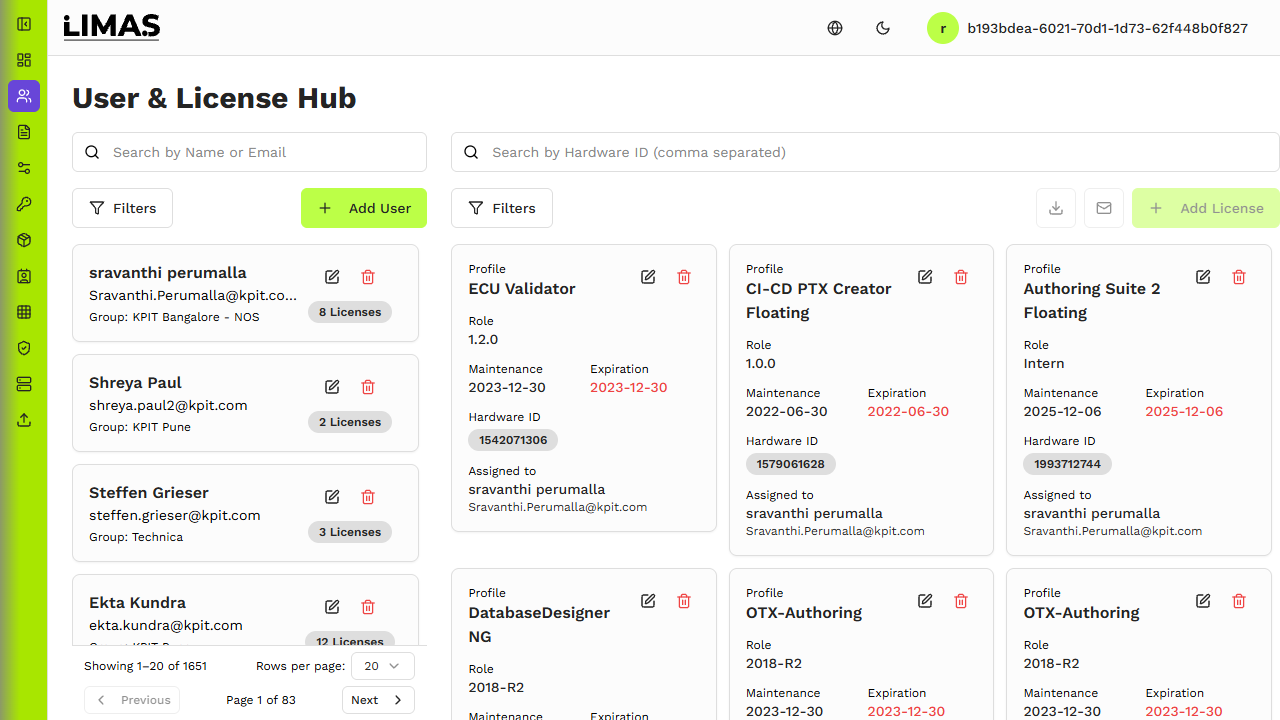 LIMAS
r
b193bdea-6021-70d1-1d73-62f448b0f827
User & License Hub
Search by Name or Email
Filters
Add User
sravanthi perumalla
Sravanthi.Perumalla@kpit.co...
Group: KPIT Bangalore - NOS
8 Licenses
Shreya Paul
shreya.paul2@kpit.com
Group: KPIT Pune
2 Licenses
Steffen Grieser
steffen.grieser@kpit.com
Group: Technica
3 Licenses
Ekta Kundra
ekta.kundra@kpit.com
12 Licenses
Showing 1–20 of 1651
Rows per page:
20
Previous
Page 1 of 83
Next
Search by Hardware ID (comma separated)
Filters
Add License
Profile
ECU Validator
Role
1.2.0
Maintenance
2023-12-30
Expiration
2023-12-30
Hardware ID
1542071306
Assigned to
sravanthi perumalla
Sravanthi.Perumalla@kpit.com
Profile
CI-CD PTX Creator
Floating
Role
1.0.0
Maintenance
2022-06-30
Expiration
2022-06-30
Hardware ID
1579061628
Assigned to
sravanthi perumalla
Sravanthi.Perumalla@kpit.com
Profile
Authoring Suite 2
Floating
Role
Intern
Maintenance
2025-12-06
Expiration
2025-12-06
Hardware ID
1993712744
Assigned to
sravanthi perumalla
Sravanthi.Perumalla@kpit.com
Profile
DatabaseDesigner
NG
Role
2018-R2
Maintenance
Expiration
Profile
OTX-Authoring
Role
2018-R2
Maintenance
2023-12-30
Expiration
2023-12-30
Profile
OTX-Authoring
Role
2018-R2
Maintenance
2023-12-30
Expiration
2023-12-30